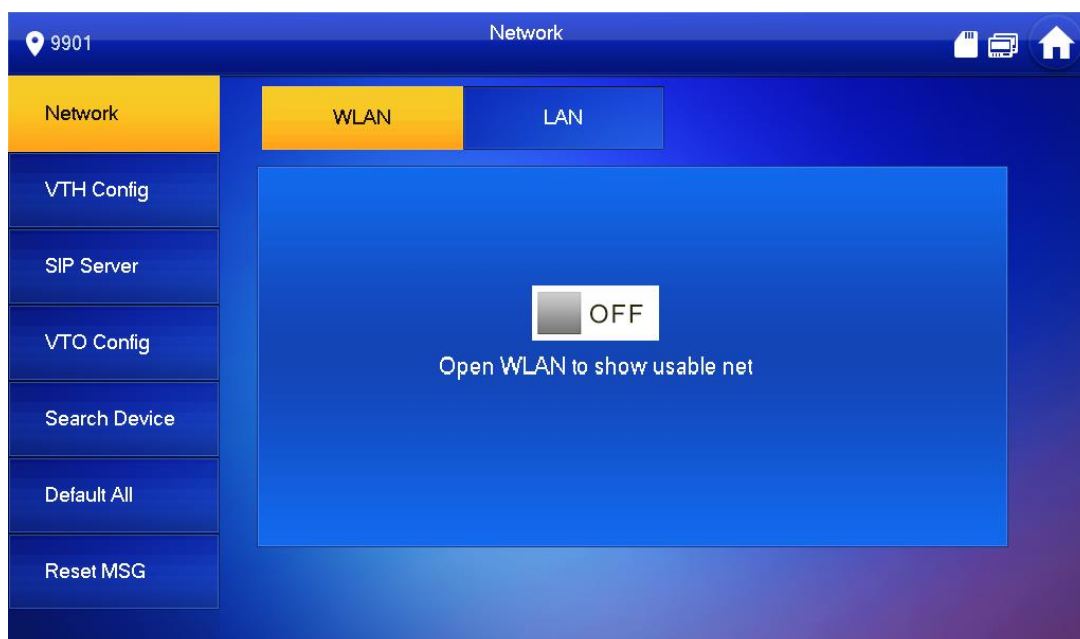 9901
Network
Network
WLAN
LAN
VTH Config
SIP Server
VTO Config
Search Device
Default All
Reset MSG
OFF
Open WLAN to show usable net